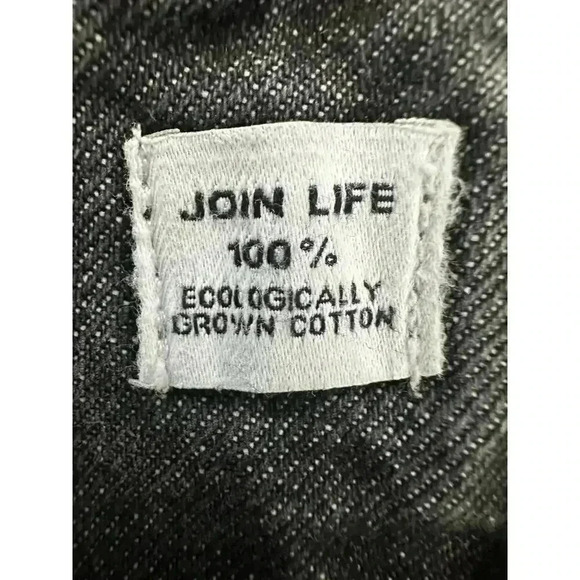 JOIN LIFE
100%
ECOLOGICALLY
GROWN COTTON